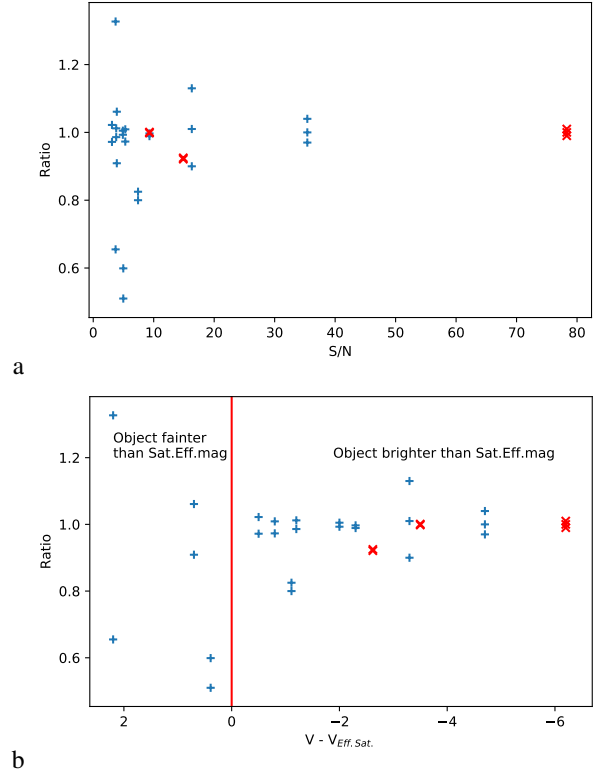 1.2
1.0
0.8
0.6
Ratio
0 10 20 30 40 50 60 70 80
S/N
a
Object fainter
than Sat.Eff.mag
Object brighter than Sat.Eff.mag
1.2
1.0
0.8
0.6
Ratio
2 0 −2 −4 −6
V - V_Eff.Sat.
b